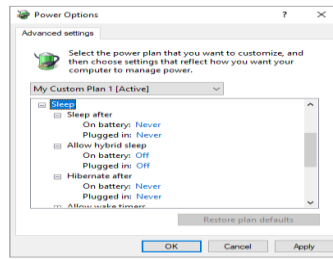 Power Options
Advanced settings
Select the power plan that you want to customize, and
then choose settings that reflect how you want your
computer to manage power.
My Custom Plan 1 [Active]
Sleep
Sleep after
On battery: Never
Plugged in: Never
Allow hybrid sleep
On battery: Off
Plugged in: Off
Hibernate after
On battery: Never
Plugged in: Never
Allow wake timers
Restore plan defaults
OK
Cancel
Apply